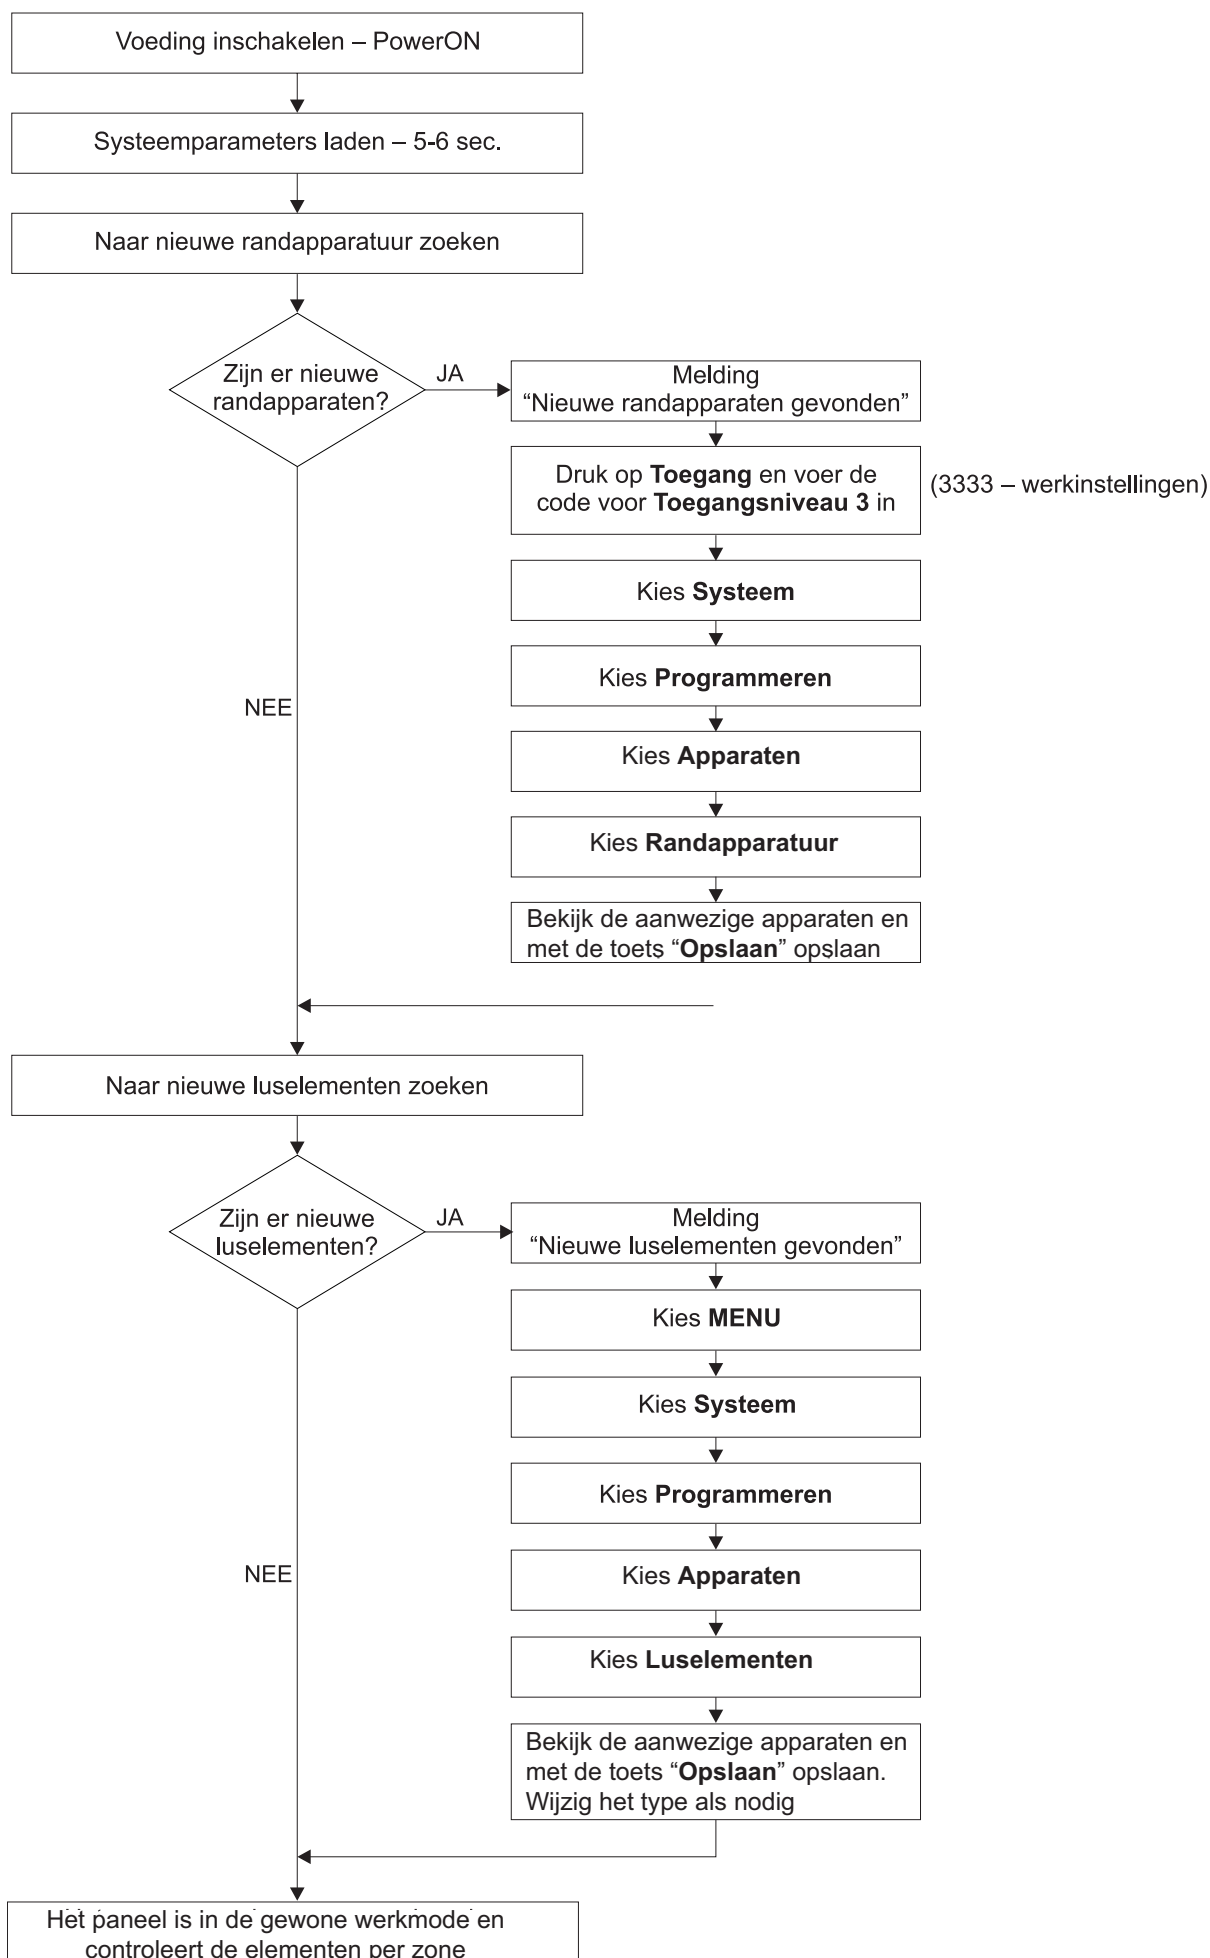 Voeding inschakelen – PowerON
Systeemparameters laden – 5-6 sec.
Naar nieuwe randapparatuur zoeken
Zijn er nieuwe
randapparaten?
JA
Melding
“Nieuwe randapparaten gevonden”
Druk op Toegang en voer de
code voor Toegangsniveau 3 in
(3333 – werkinstellingen)
Kies Systeem
Kies Programmeren
NEE
Kies Apparaten
Kies Randapparatuur
Bekijk de aanwezige apparaten en
met de toets “Opslaan” opslaan
Naar nieuwe luselementen zoeken
Zijn er nieuwe
luselementen?
JA
Melding
“Nieuwe luselementen gevonden”
Kies MENU
Kies Systeem
Kies Programmeren
NEE
Kies Apparaten
Kies Luselementen
Bekijk de aanwezige apparaten en
met de toets “Opslaan” opslaan.
Wijzig het type als nodig
Het paneel is in de gewone werkmode en
controleert de elementen per zone